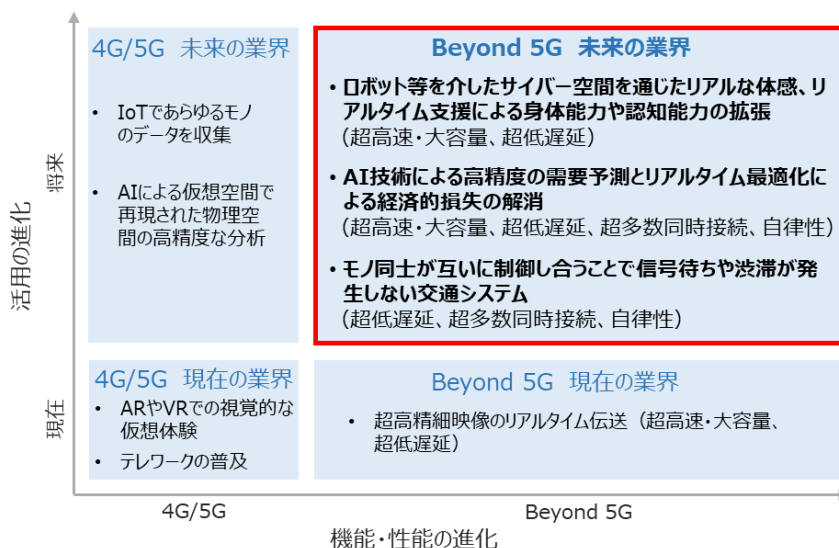 4G/5G 未来の業界
• IoTであらゆるモノ
のデータを収集
• AIによる仮想空間で
再現された物理空
間の高精度な分析
Beyond 5G 未来の業界
• ロボット等を介したサイバー空間を通じたリアルな体感、リ
アルタイム支援による身体能力や認知能力の拡張
(超高速・大容量、超低遅延)
• AI技術による高精度の需要予測とリアルタイム最適化に
よる経済的損失の解消
(超高速・大容量、超低遅延、超多数同時接続、自律性)
• モノ同士が互いに制御し合うことで信号待ちや渋滞が発
生しない交通システム
(超低遅延、超多数同時接続、自律性)
4G/5G 現在の業界
• ARやVRでの視覚的な
仮想体験
• テレワークの普及
Beyond 5G 現在の業界
• 超高精細映像のリアルタイム伝送(超高速・大容量、
超低遅延)
活用の進化
将来
現在
4G/5G
Beyond 5G
機能・性能の進化